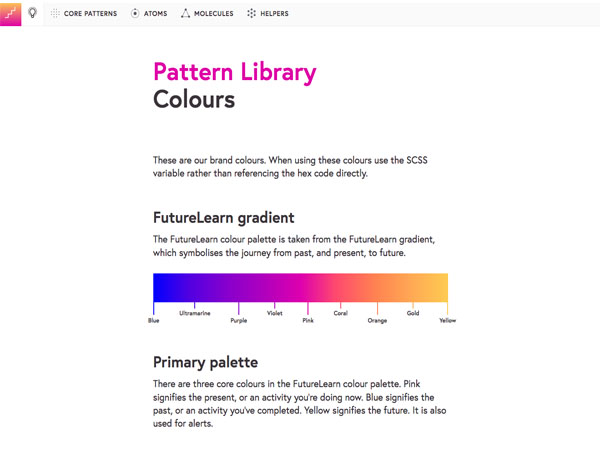 CORE PATTERNS ATOMS MOLECULES HELPERS
Pattern Library
Colours
These are our brand colours. When using these colours use the SCSS
variable rather than referencing the hex code directly.
FutureLearn gradient
The FutureLearn colour palette is taken from the FutureLearn gradient,
which symbolises the journey from past, and present, to future.
Ultramarine Violet Coral Gold
Blue Purple Pink Orange Yellow
Primary palette
There are three core colours in the FutureLearn colour palette. Pink
signifies the present, or an activity you're doing now. Blue signifies the
past, or an activity you've completed. Yellow signifies the future. It is also
used for alerts.